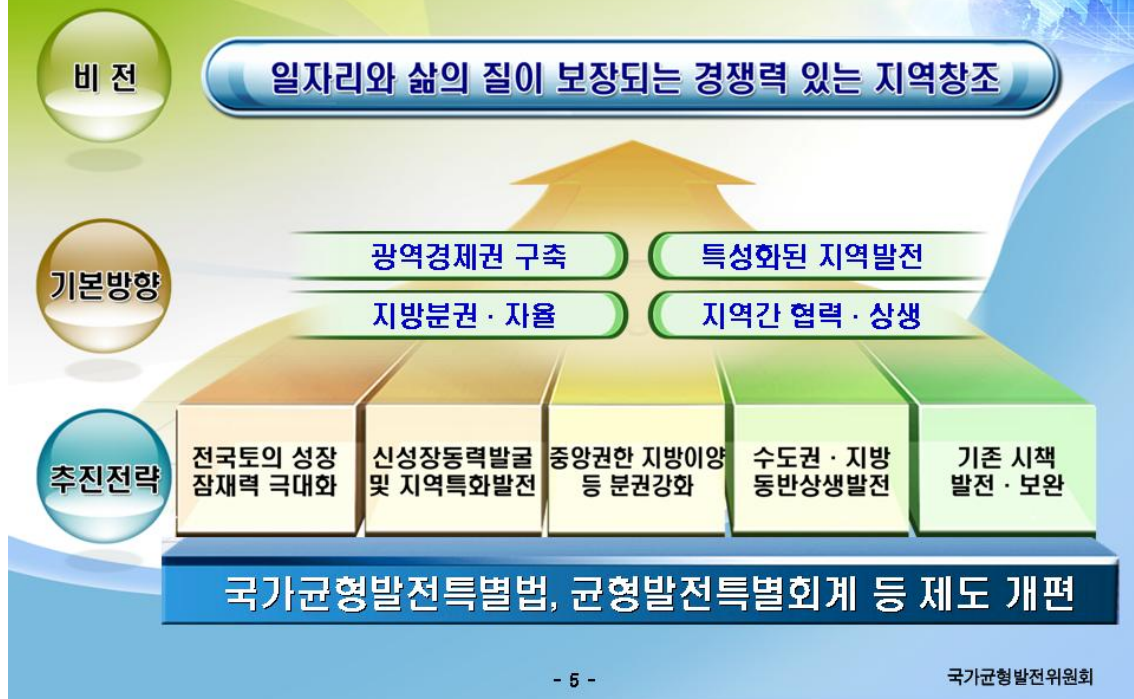 비 전
일자리와 삶의 질이 보장되는 경쟁력 있는 지역창조
기본방향
광역경제권 구축
특성화된 지역발전
지방분권 · 자율
지역간 협력 · 상생
추진전략
전국토의 성장
잠재력 극대화
신성장동력발굴
및 지역특화발전
중앙권한 지방이양
등 분권강화
수도권 · 지방
동반상생발전
기존 시책
발전 · 보완
국가균형발전특별법, 균형발전특별회계 등 제도 개편
- 5 -
국가균형발전위원회